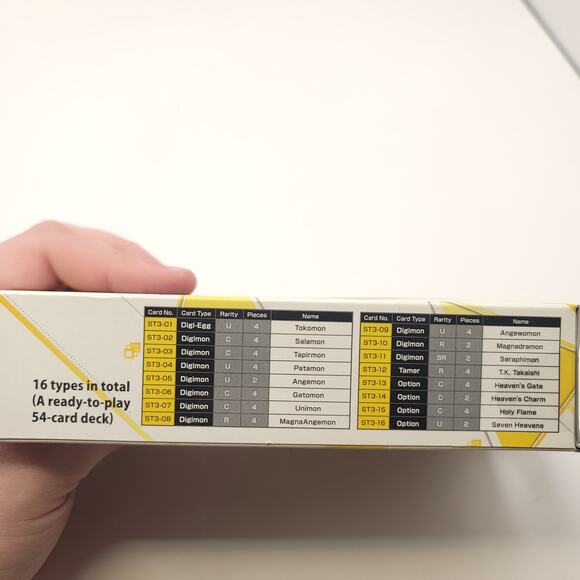 16 types in total
(A ready-to-play
54-card deck)
Card No. Card Type Rarity Pieces Name
ST3-01 Digi-Egg U 4 Tokomon
ST3-02 Digimon C 4 Salamon
ST3-03 Digimon C 4 Tapirmon
ST3-04 Digimon U 4 Patamon
ST3-05 Digimon U 2 Angemon
ST3-06 Digimon C 4 Gatomon
ST3-07 Digimon C 4 Unimon
ST3-08 Digimon R 4 MagnaAngemon
Card No. Card Type Rarity Pieces Name
ST3-09 Digimon U 4 Angewomon
ST3-10 Digimon R 2 Magnadramon
ST3-11 Digimon SR 2 Seraphimon
ST3-12 Tamer R 4 T.K. Takaishi
ST3-13 Option C 4 Heaven's Gate
ST3-14 Option C 2 Heaven's Charm
ST3-15 Option C 4 Holy Flame
ST3-16 Option U 2 Seven Heavens